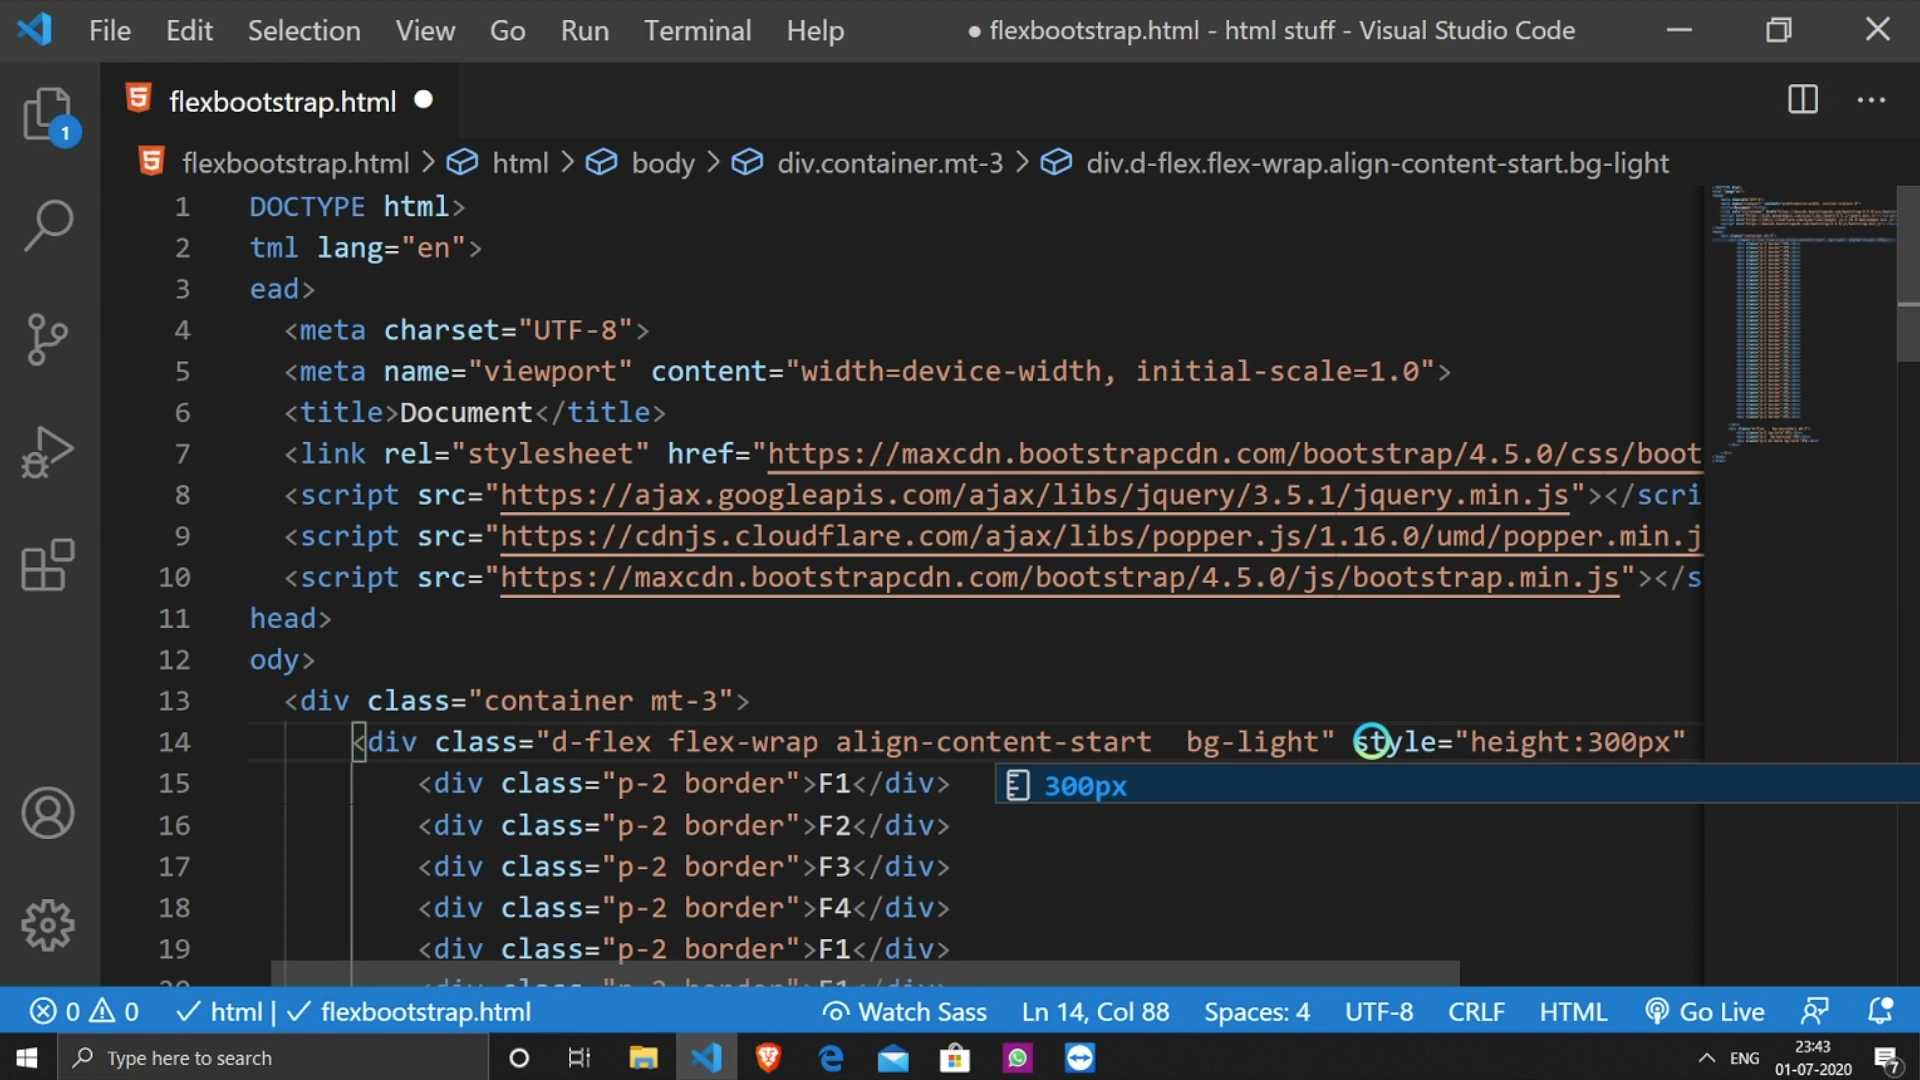 File Edit Selection View Go Run Terminal Help ● flexbootstrap.html - html stuff - Visual Studio Code
flexbootstrap.html ●
1
flexbootstrap.html > html > body > div.container.mt-3 > div.d-flex.flex-wrap.align-content-start.bg-light
1 DOCTYPE html>
2 tml lang="en">
3 ead>
4 <meta charset="UTF-8">
5 <meta name="viewport" content="width=device-width, initial-scale=1.0">
6 <title>Document</title>
7 <link rel="stylesheet" href="https://maxcdn.bootstrapcdn.com/bootstrap/4.5.0/css/boot
8 <script src="https://ajax.googleapis.com/ajax/libs/jquery/3.5.1/jquery.min.js"></scri
9 <script src="https://cdnjs.cloudflare.com/ajax/libs/popper.js/1.16.0/umd/popper.min.j
10 <script src="https://maxcdn.bootstrapcdn.com/bootstrap/4.5.0/js/bootstrap.min.js"></s
11 head>
12 ody>
13 <div class="container mt-3">
14 <div class="d-flex flex-wrap align-content-start  bg-light" style="height:300px"
15 <div class="p-2 border">F1</div>
300px
16 <div class="p-2 border">F2</div>
17 <div class="p-2 border">F3</div>
18 <div class="p-2 border">F4</div>
19 <div class="p-2 border">F1</div>
0 0 html | flexbootstrap.html Watch Sass Ln 14, Col 88 Spaces: 4 UTF-8 CRLF HTML Go Live
Type here to search ENG 23:43
01-07-2020 7